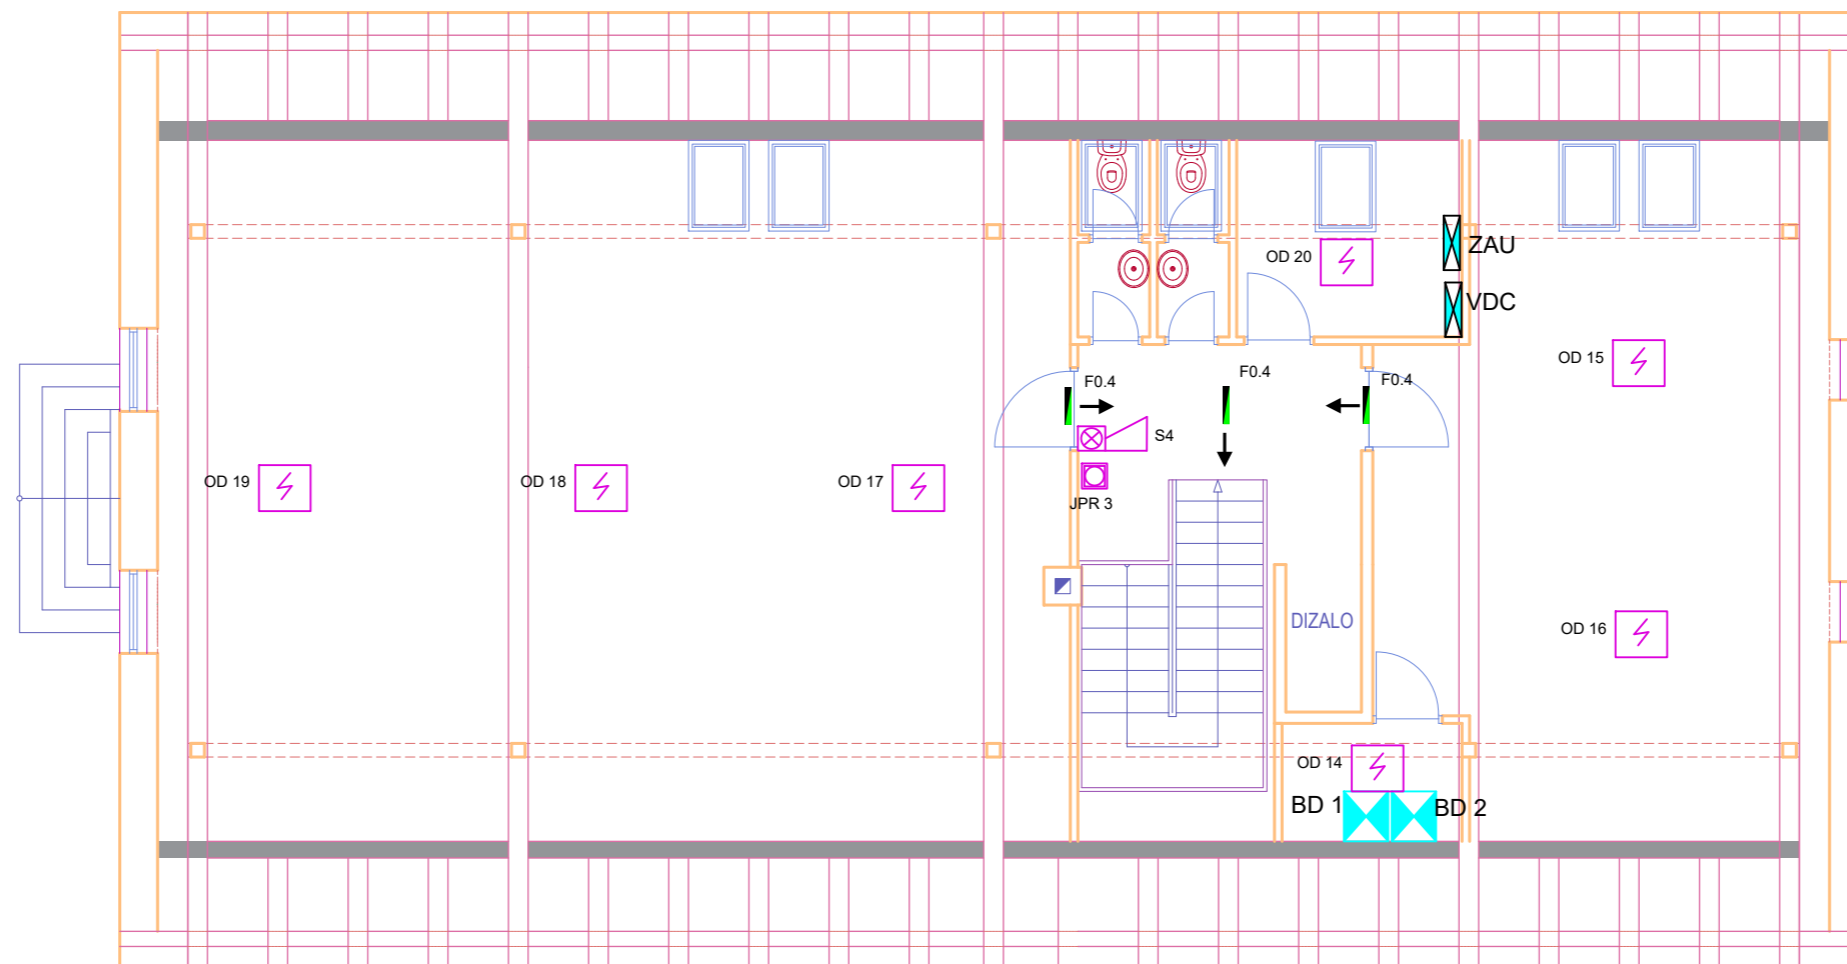 ZAU
OD 20
VDC
OD 15
F0.4
F0.4
F0.4
S4
OD 19
OD 18
OD 17
JPR 3
DIZALO
OD 16
OD 14
BD 1
BD 2